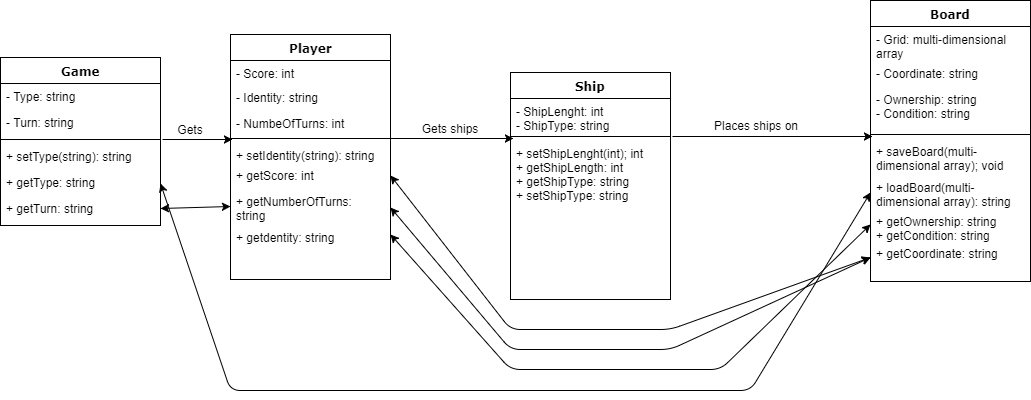 Game
- Type: string
- Turn: string
+ setType(string): string
+ getType: string
+ getTurn: string
Gets
Player
- Score: int
- Identity: string
- NumbeOfTurns: int
+ setIdentity(string): string
+ getScore: int
+ getNumberOfTurns:
string
+ getdentity: string
Gets ships
Ship
- ShipLenght: int
- ShipType: string
+ setShipLenght(int); int
+ getShipLength: int
+ getShipType: string
+ setShipType: string
Places ships on
Board
- Grid: multi-dimensional
array
- Coordinate: string
- Ownership: string
- Condition: string
+ saveBoard(multi-
dimensional array); void
+ loadBoard(multi-
dimensional array): string
+ getOwnership: string
+ getCondition: string
+ getCoordinate: string